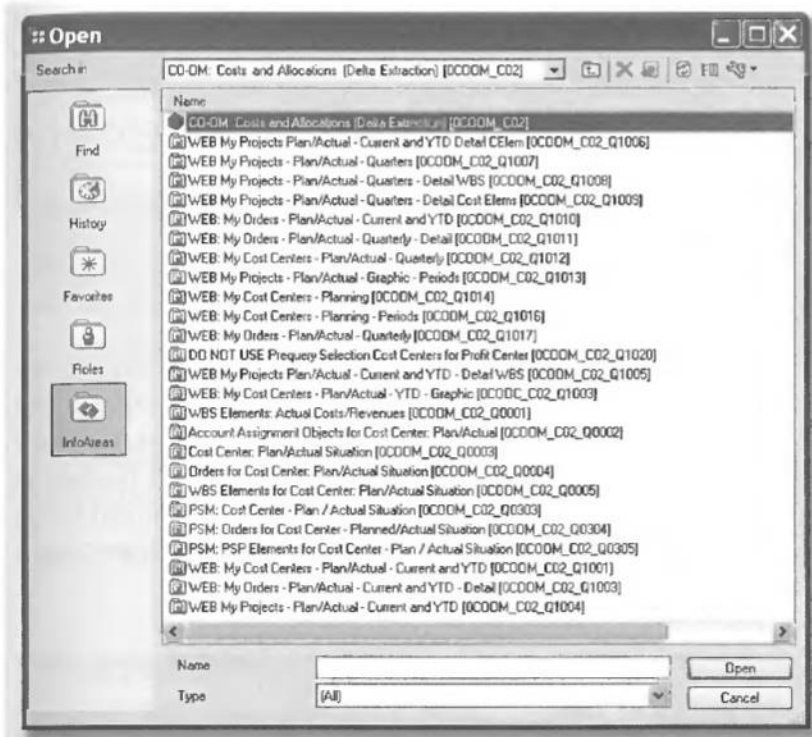 Open
Search in
CO-OM: Costs and Allocations (Delta Extraction) [0COOM_C02]
Find
History
Favorites
Roles
InfoAreas
Name
CO-OM: Costs and Allocations (Delta Extraction) [0COOM_C02]
WEB My Projects Plan/Actual - Current and YTD Detail CElem [0COOM_C02_Q1006]
WEB My Projects - Plan/Actual - Quarters [0COOM_C02_Q1007]
WEB My Projects - Plan/Actual - Quarters - Detail WBS [0COOM_C02_Q1008]
WEB My Projects - Plan/Actual - Quarters - Detail Cost Elems [0COOM_C02_Q1009]
WEB: My Orders - Plan/Actual - Current and YTD [0COOM_C02_Q1010]
WEB: My Orders - Plan/Actual - Quarterly - Detail [0COOM_C02_Q1011]
WEB: My Cost Centers - Plan/Actual - Quarterly [0COOM_C02_Q1012]
WEB My Projects - Plan/Actual - Graphic - Periods [0COOM_C02_Q1013]
WEB: My Cost Centers - Planning [0COOM_C02_Q1014]
WEB: My Cost Centers - Planning - Periods [0COOM_C02_Q1016]
WEB: My Orders - Plan/Actual - Quarterly [0COOM_C02_Q1017]
DO NOT USE Prequery Selection Cost Centers for Profit Center [0COOM_C02_Q1020]
WEB My Projects Plan/Actual - Current and YTD - Detail WBS [0COOM_C02_Q1005]
WEB: My Cost Centers - Plan/Actual - YTD - Graphic [0COOC_C02_Q1003]
WBS Elements: Actual Costs/Revenues [0COOM_C02_Q0001]
Account Assignment Objects for Cost Center: Plan/Actual [0COOM_C02_Q0002]
Cost Center: Plan/Actual Situation [0COOM_C02_Q0003]
Orders for Cost Center: Plan/Actual Situation [0COOM_C02_Q0004]
WBS Elements for Cost Center: Plan/Actual Situation [0COOM_C02_Q0005]
PSM: Cost Center - Plan / Actual Situation [0COOM_C02_Q0303]
PSM: Orders for Cost Center - Planned/Actual Situation [0COOM_C02_Q0304]
PSM: PSP Elements for Cost Center - Plan / Actual Situation [0COOM_C02_Q0305]
WEB: My Cost Centers - Plan/Actual - Current and YTD [0COOM_C02_Q1001]
WEB: My Orders - Plan/Actual - Current and YTD - Detail [0COOM_C02_Q1003]
WEB My Projects - Plan/Actual - Current and YTD [0COOM_C02_Q1004]
Name
Open
Type
(All)
Cancel